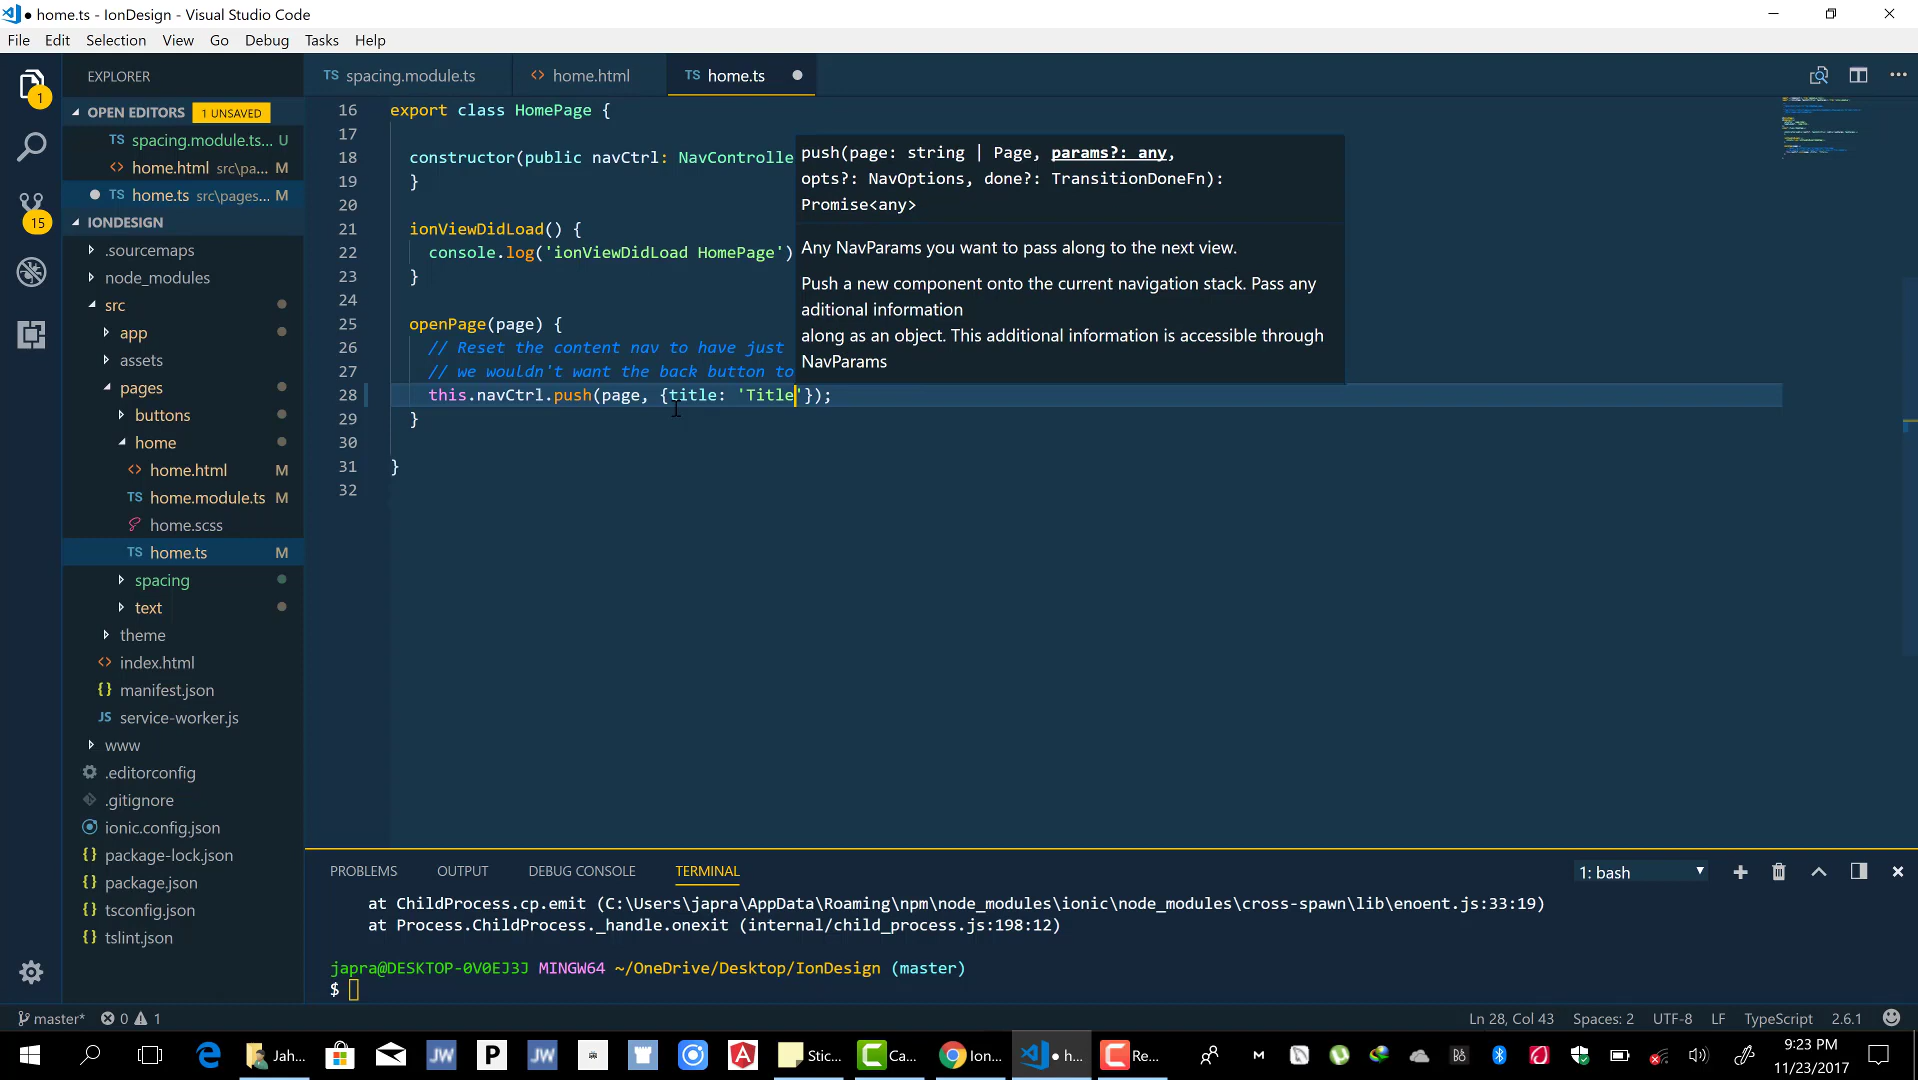 home.ts - IonDesign - Visual Studio Code
File Edit Selection View Go Debug Tasks Help
EXPLORER
spacing.module.ts
home.html
home.ts
OPEN EDITORS 1 UNSAVED
spacing.module.ts... U
home.html src\pa...
home.ts src\pages...
IONDESIGN
.sourcemaps
node_modules
src
app
assets
pages
buttons
home
home.html M
home.module.ts M
home.scss
home.ts M
spacing
text
theme
index.html
manifest.json
service-worker.js
www
.editorconfig
.gitignore
ionic.config.json
package-lock.json
package.json
tsconfig.json
tslint.json
1
15
16 export class HomePage {
17
18 constructor(public navCtrl: NavControlle
19 }
20
21 ionViewDidLoad() {
22 console.log('ionViewDidLoad HomePage')
23 }
24
25 openPage(page) {
26 // Reset the content nav to have just
27 // we wouldn't want the back button to
28 this.navCtrl.push(page, {title: 'Title'});
29 }
30
31 }
32
push(page: string | Page, params?: any,
opts?: NavOptions, done?: TransitionDoneFn):
Promise<any>
Any NavParams you want to pass along to the next view.
Push a new component onto the current navigation stack. Pass any
aditional information
along as an object. This additional information is accessible through
NavParams
PROBLEMS OUTPUT DEBUG CONSOLE TERMINAL
1: bash
at ChildProcess.cp.emit (C:\Users\japra\AppData\Roaming\npm\node_modules\ionic\node_modules\cross-spawn\lib\enoent.js:33:19)
at Process.ChildProcess._handle.onexit (internal/child_process.js:198:12)
japra@DESKTOP-0V0EJ3J MINGW64 ~/OneDrive/Desktop/IonDesign (master)
$
master* 0 1
Ln 28, Col 43 Spaces: 2 UTF-8 LF TypeScript 2.6.1
Jah... JW P JW Stic... Ca... Ion... h... Re...
9:23 PM
11/23/2017